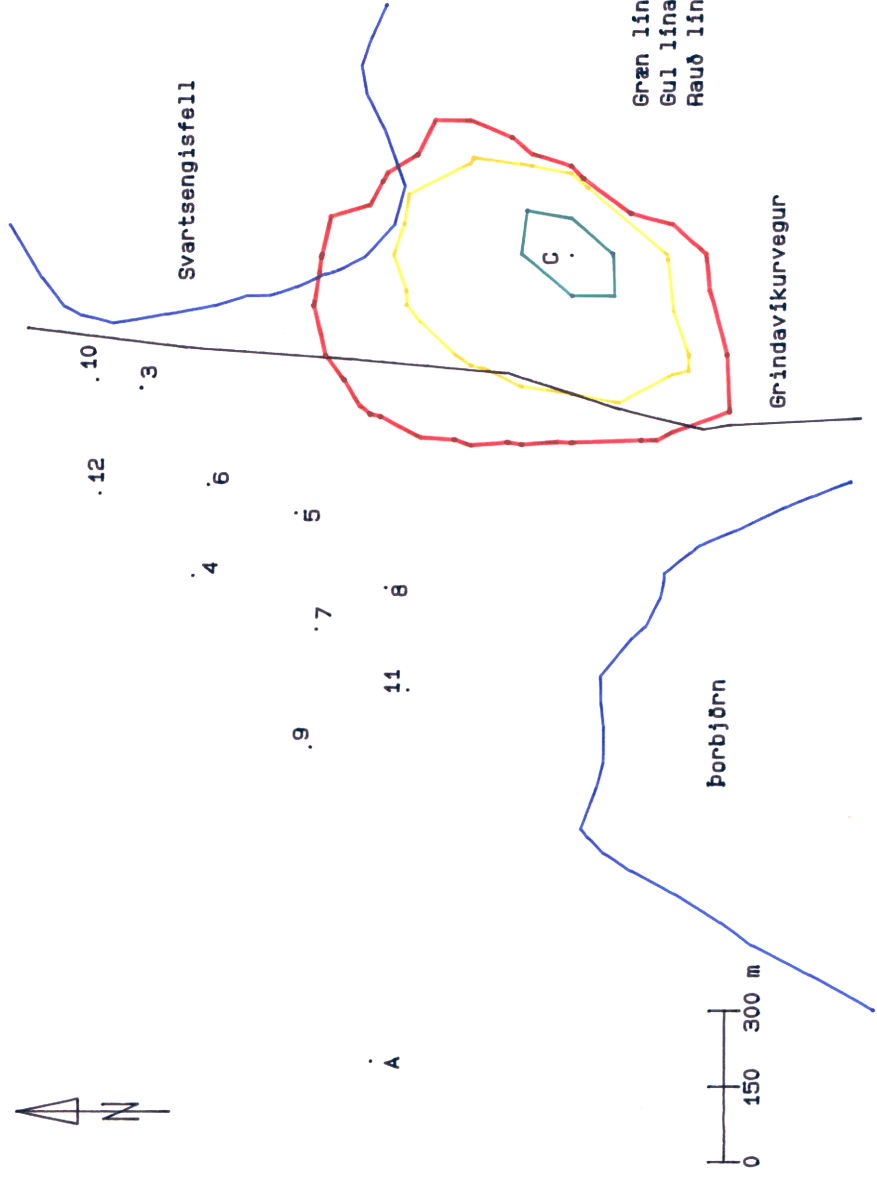 10
12
N
3
Svartsengisfell
4
6
9
5
7
A
11
8
C
Græn lín
Gul lína
Rauð lín
Þorbjörn
0 150 300 m
Grindavíkurvegur